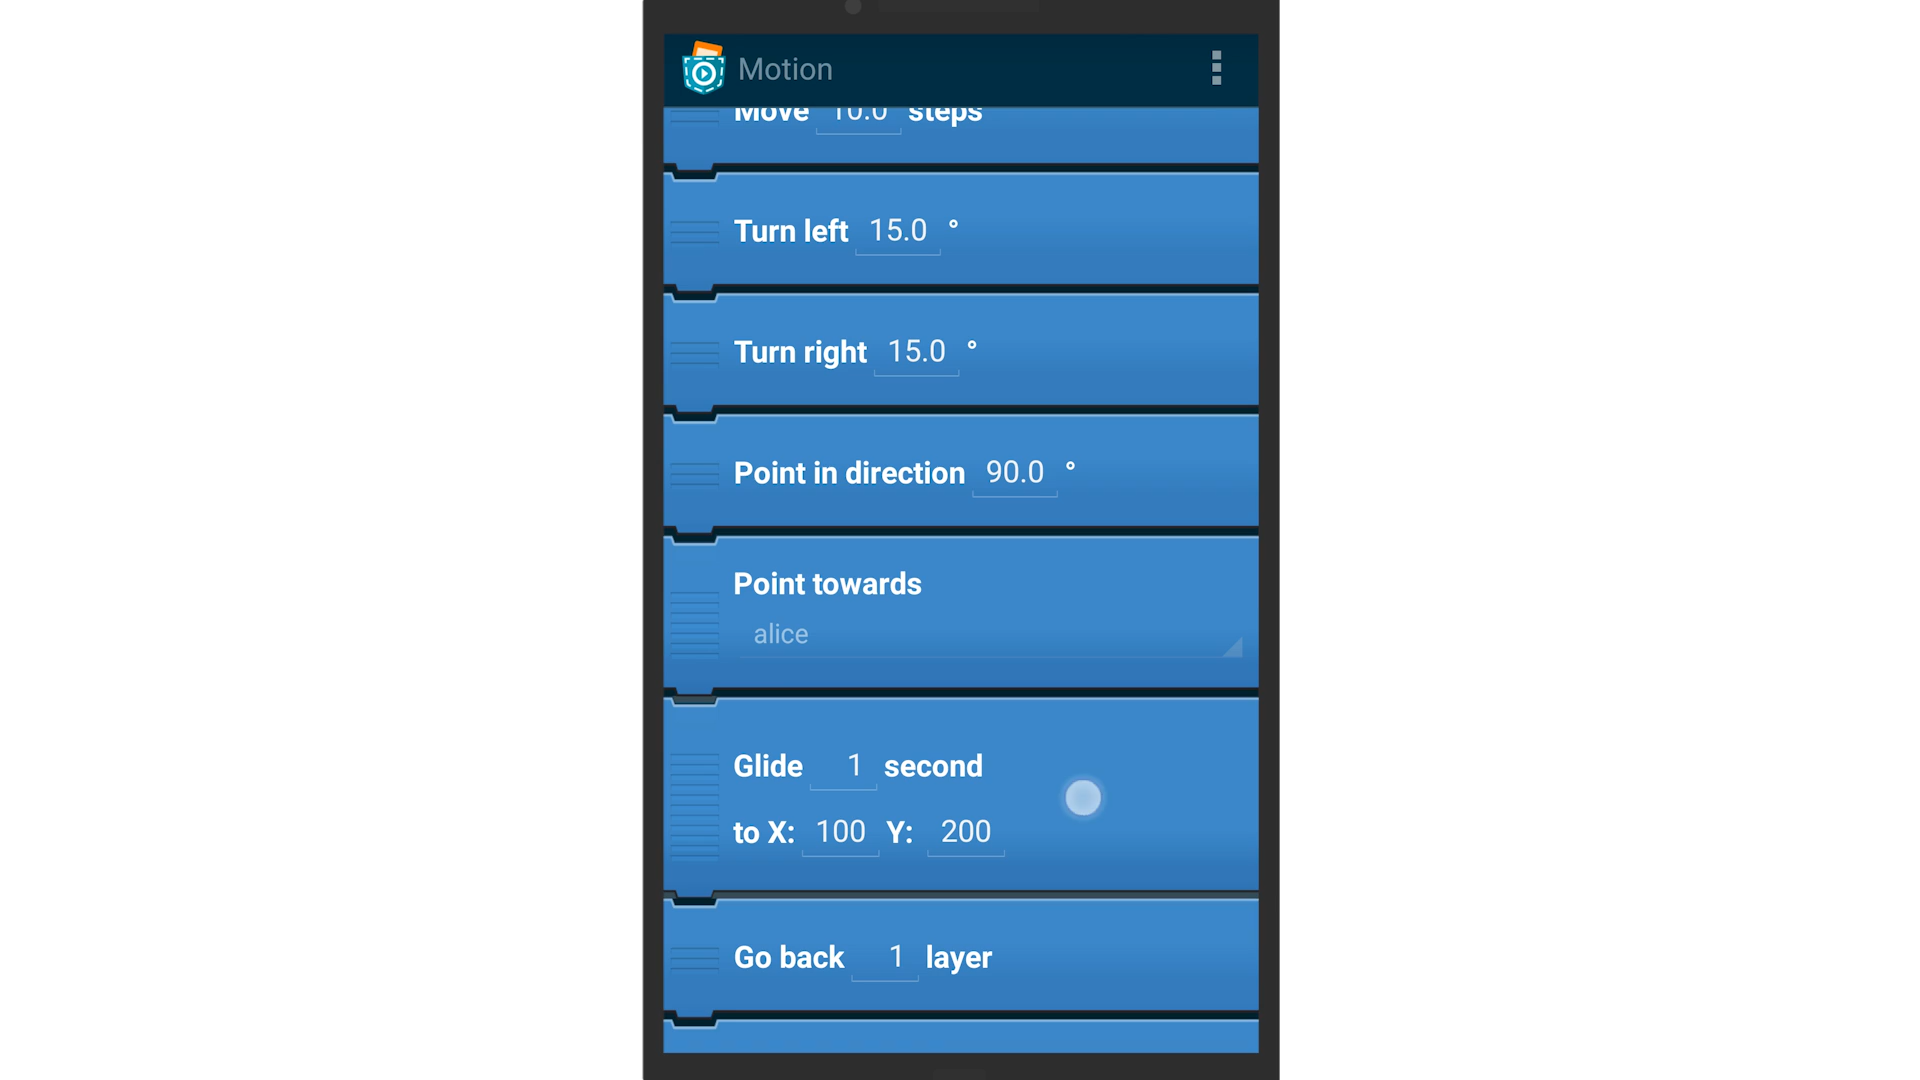 Motion
Move 10.0 steps
Turn left 15.0 °
Turn right 15.0 °
Point in direction 90.0 °
Point towards
alice
Glide 1 second
to X: 100 Y: 200
Go back 1 layer